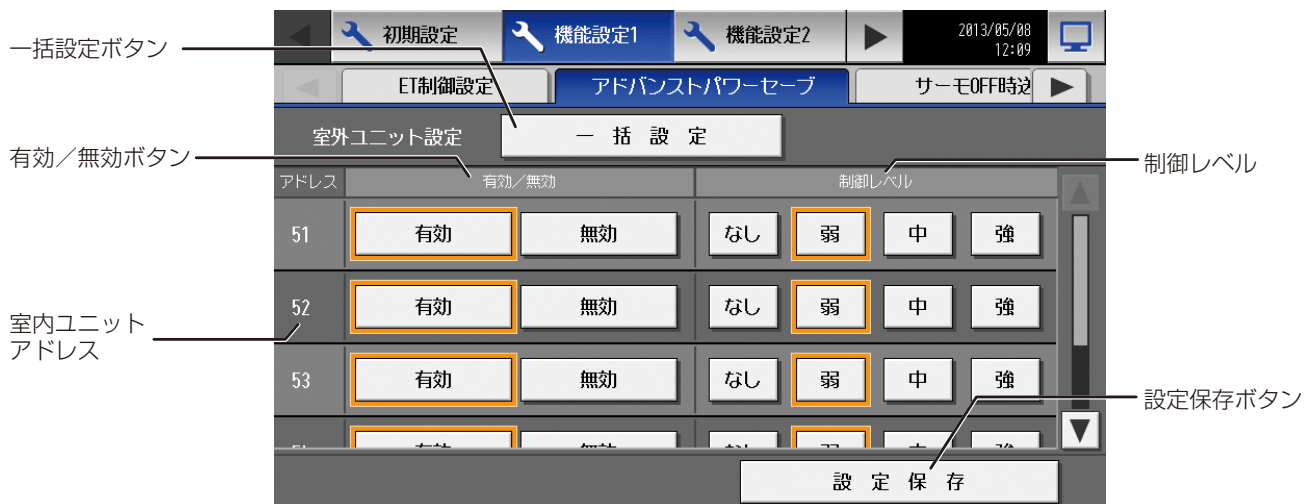 初期設定
機能設定1
機能設定2
2013/05/08
12:09
一括設定ボタン
ET制御設定
アドバンストパワーセーブ
サーモOFF時送
室外ユニット設定
一 括 設 定
有効／無効ボタン
制御レベル
アドレス
有効／無効
制御レベル
51
有効
無効
なし
弱
中
強
室内ユニット
アドレス
52
有効
無効
なし
弱
中
強
53
有効
無効
なし
弱
中
強
設定保存ボタン
設 定 保 存